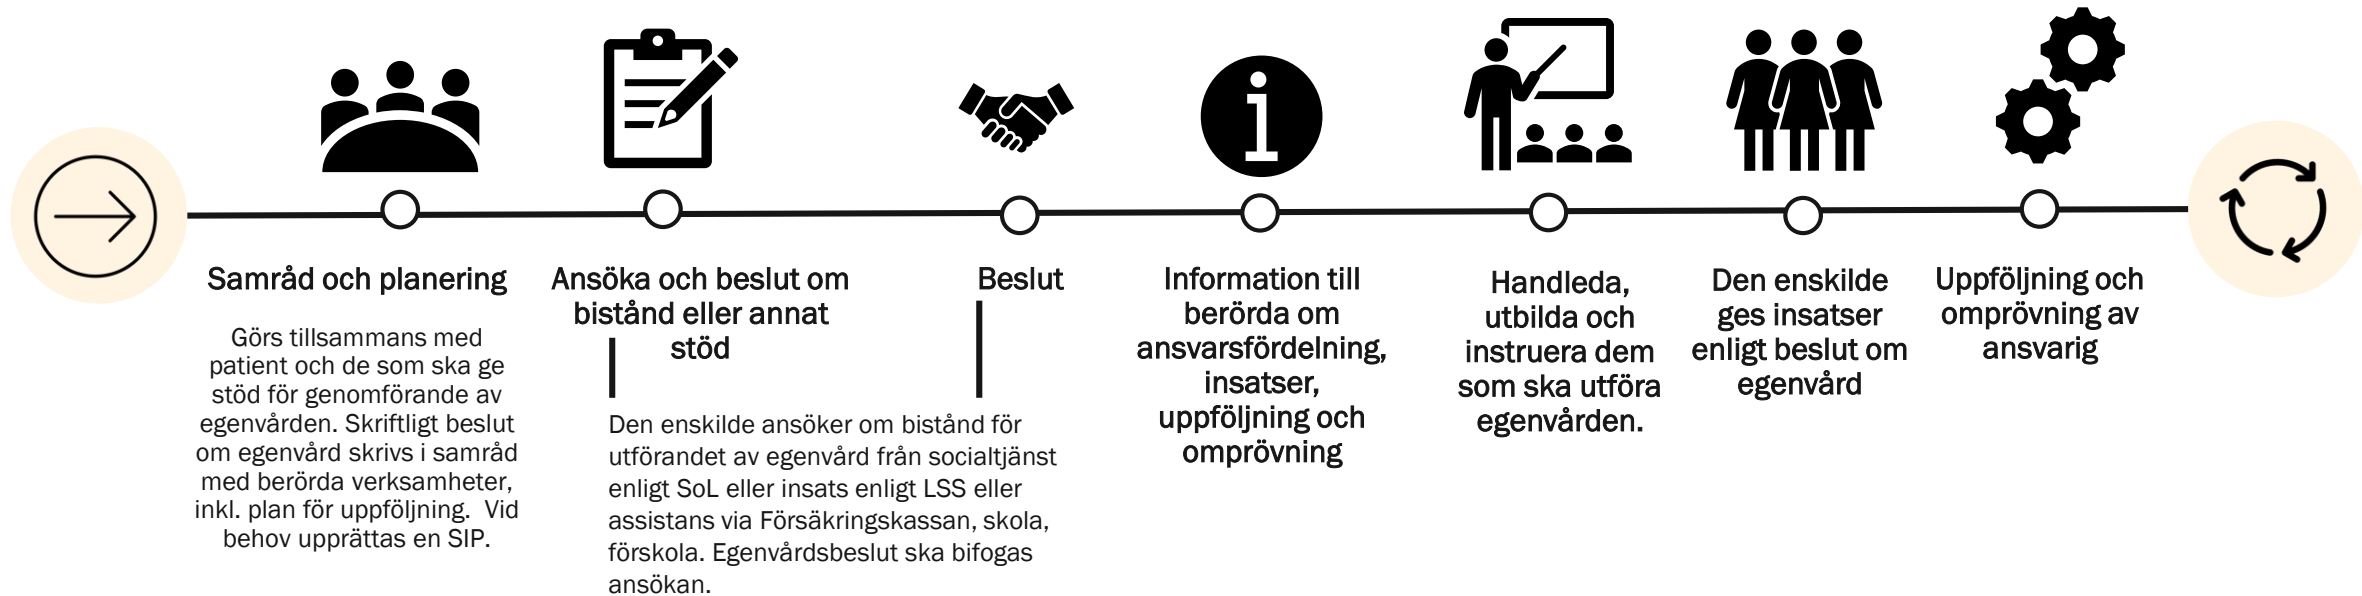 Samråd och planering
Görs tillsammans med
patient och de som ska ge
stöd för genomförande av
egenvården. Skriftligt beslut
om egenvård skrivs i samråd
med berörda verksamheter,
inkl. plan för uppföljning.  Vid
behov upprättas en SIP.
Ansöka och beslut om
bistånd eller annat
stöd
Beslut
Den enskilde ansöker om bistånd för
utförandet av egenvård från socialtjänst
enligt SoL eller insats enligt LSS eller
assistans via Försäkringskassan, skola,
förskola. Egenvårdsbeslut ska bifogas
ansökan.
Information till
berörda om
ansvarsfördelning,
insatser,
uppföljning och
omprövning
Handleda,
utbilda och
instruera dem
som ska utföra
egenvården.
Den enskilde
ges insatser
enligt beslut om
egenvård
Uppföljning och
omprövning av
ansvarig